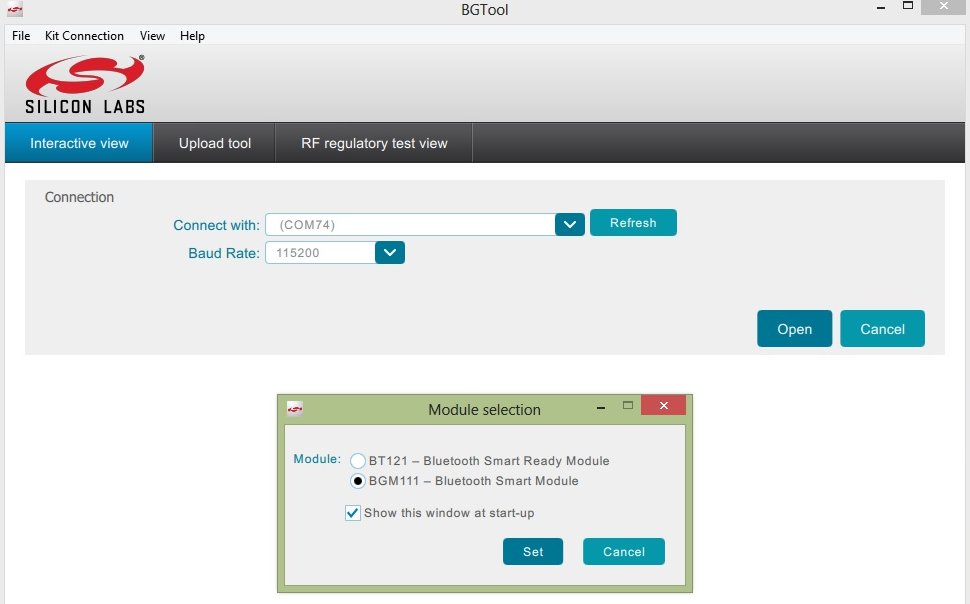 BGTool
File Kit Connection View Help
SILICON LABS®
Interactive view Upload tool RF regulatory test view
Connection
Connect with: (COM74) Refresh
Baud Rate: 115200
Open Cancel
Module selection
Module: BT121 – Bluetooth Smart Ready Module
BGM111 – Bluetooth Smart Module
Show this window at start-up
Set Cancel